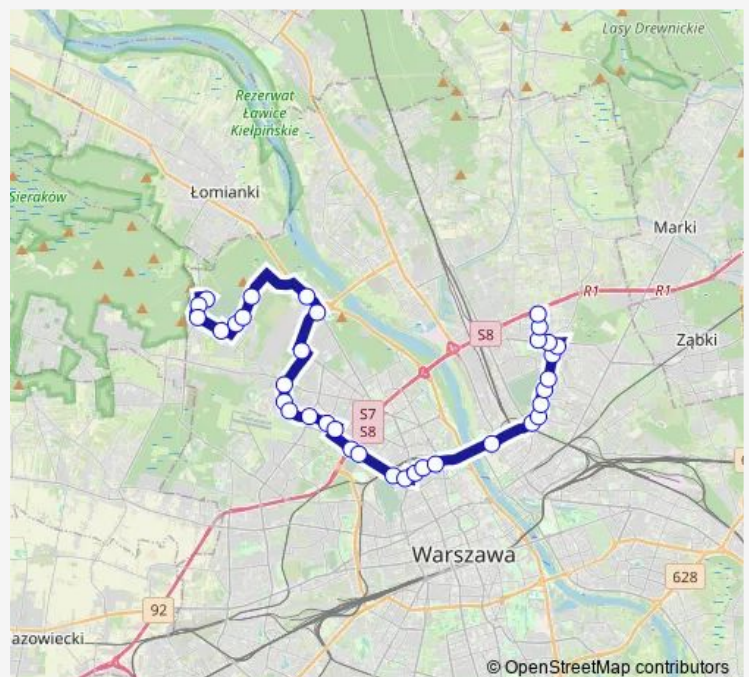 Lasy Drewnickie
Rezerwat
Ławice
Kiełpińskie
Sieraków
Łomianki
Marki
R1
R1
S8
Ząbki
S7
S8
Warszawa
628
92
azowiecki
© OpenStreetMap contributors